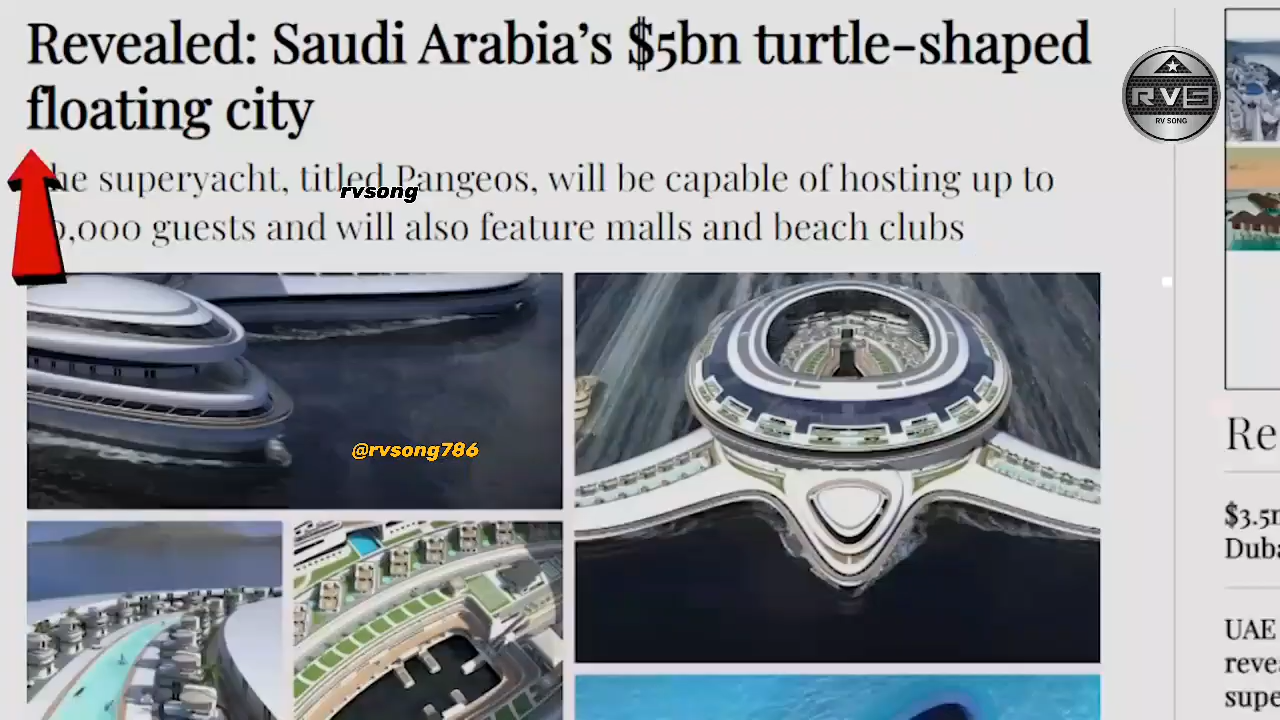 Revealed: Saudi Arabia's $5bn turtle-shaped
floating city
he superyacht, titled Pangeos, will be capable of hosting up to
0,000 guests and will also feature malls and beach clubs
rvsong
@rvsong786
RVS
RV SONG
Re
$3.5
Duba
UAE
revea
supe